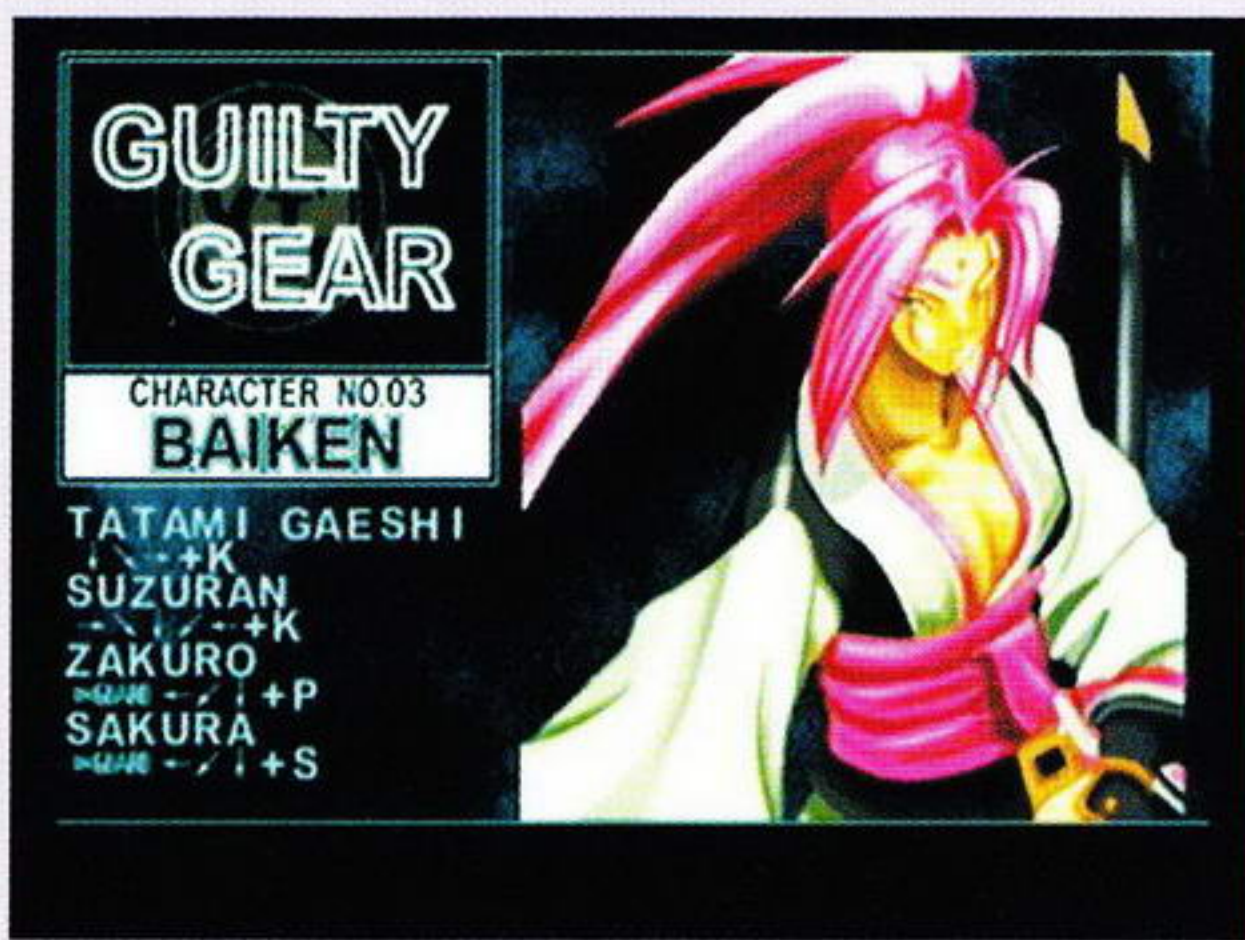 GUILTY
GEAR
CHARACTER NO.03
BAIKEN
TATAMI GAESHI
↓↘→+K
SUZURAN
→↘↓↙←+K
ZAKURO
←↙↓+P
SAKURA
←↙↓+S